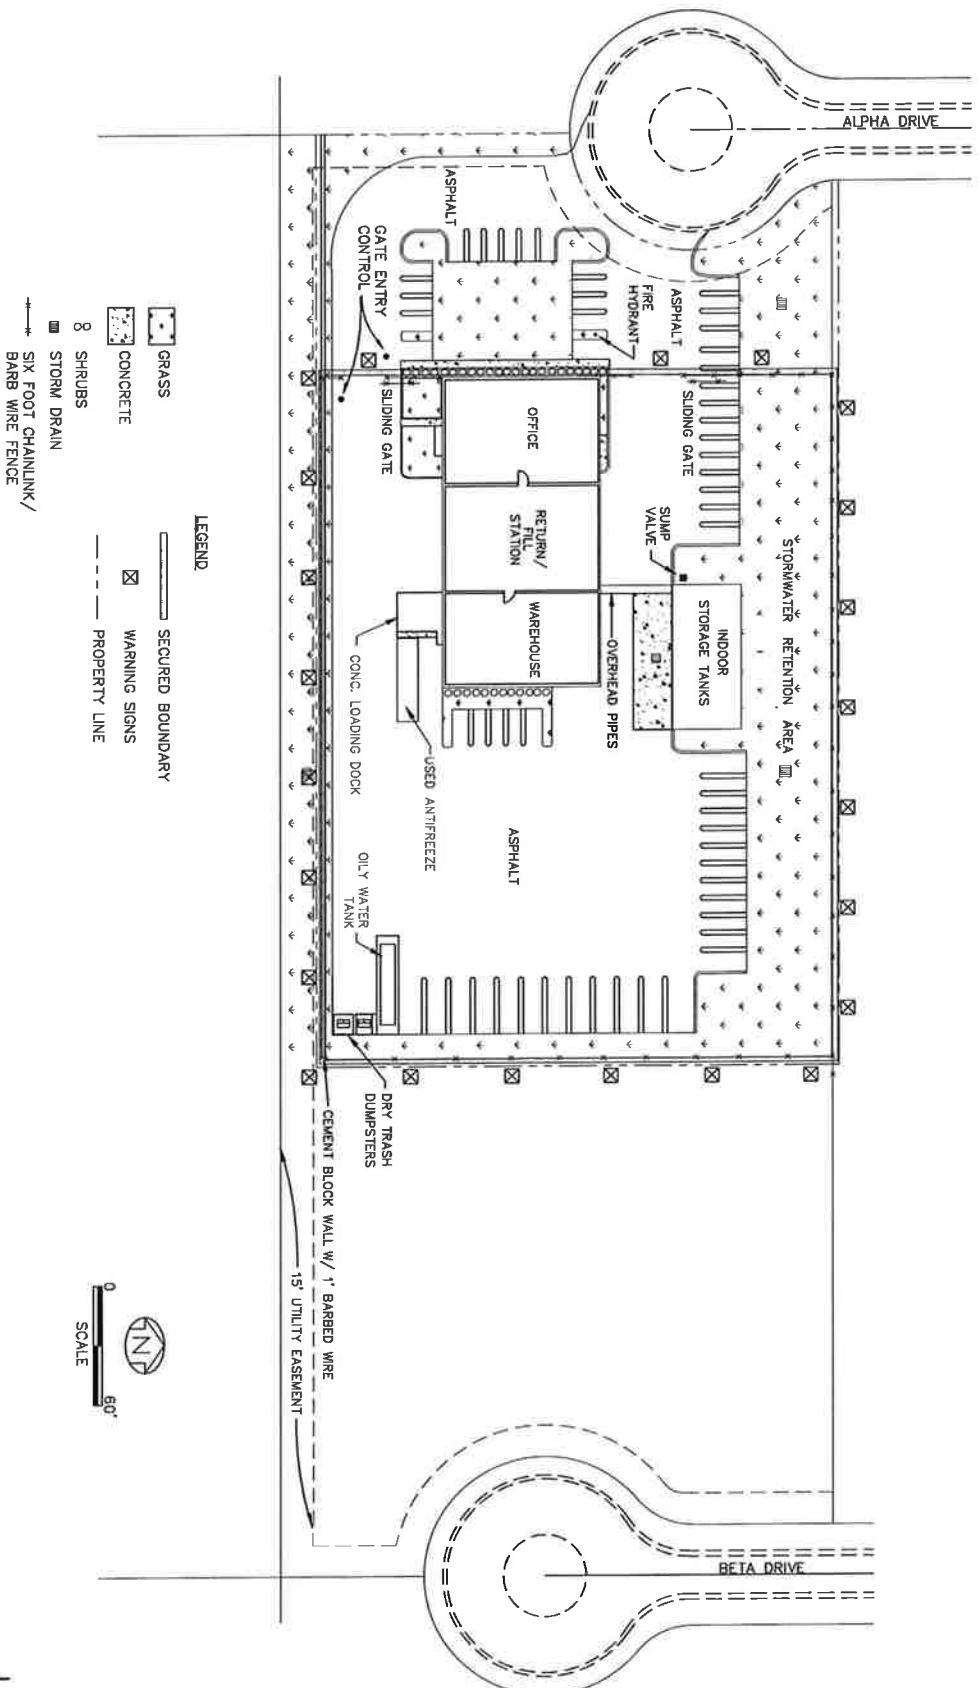 ALPHA DRIVE
ASPHALT
GATE ENTRY
CONTROL
FIRE
HYDRANT
ASPHALT
SLIDING GATE
SLIDING GATE
OFFICE
RETURN/
FILL
STATION
WAREHOUSE
SUMP
VALVE
INDOOR
STORAGE TANKS
STORMWATER RETENTION AREA
OVERHEAD PIPES
CONC. LOADING DOCK
USED ANTIFREEZE
ASPHALT
OILY WATER
TANK
DRY TRASH
DUMPSTERS
CEMENT BLOCK WALL W/ 1' BARBED WIRE
15' UTILITY EASEMENT
BETA DRIVE
LEGEND
GRASS
CONCRETE
SHRUBS
STORM DRAIN
SIX FOOT CHAINLINK/
BARB WIRE FENCE
SECURED BOUNDARY
WARNING SIGNS
PROPERTY LINE
N
0 60'
SCALE